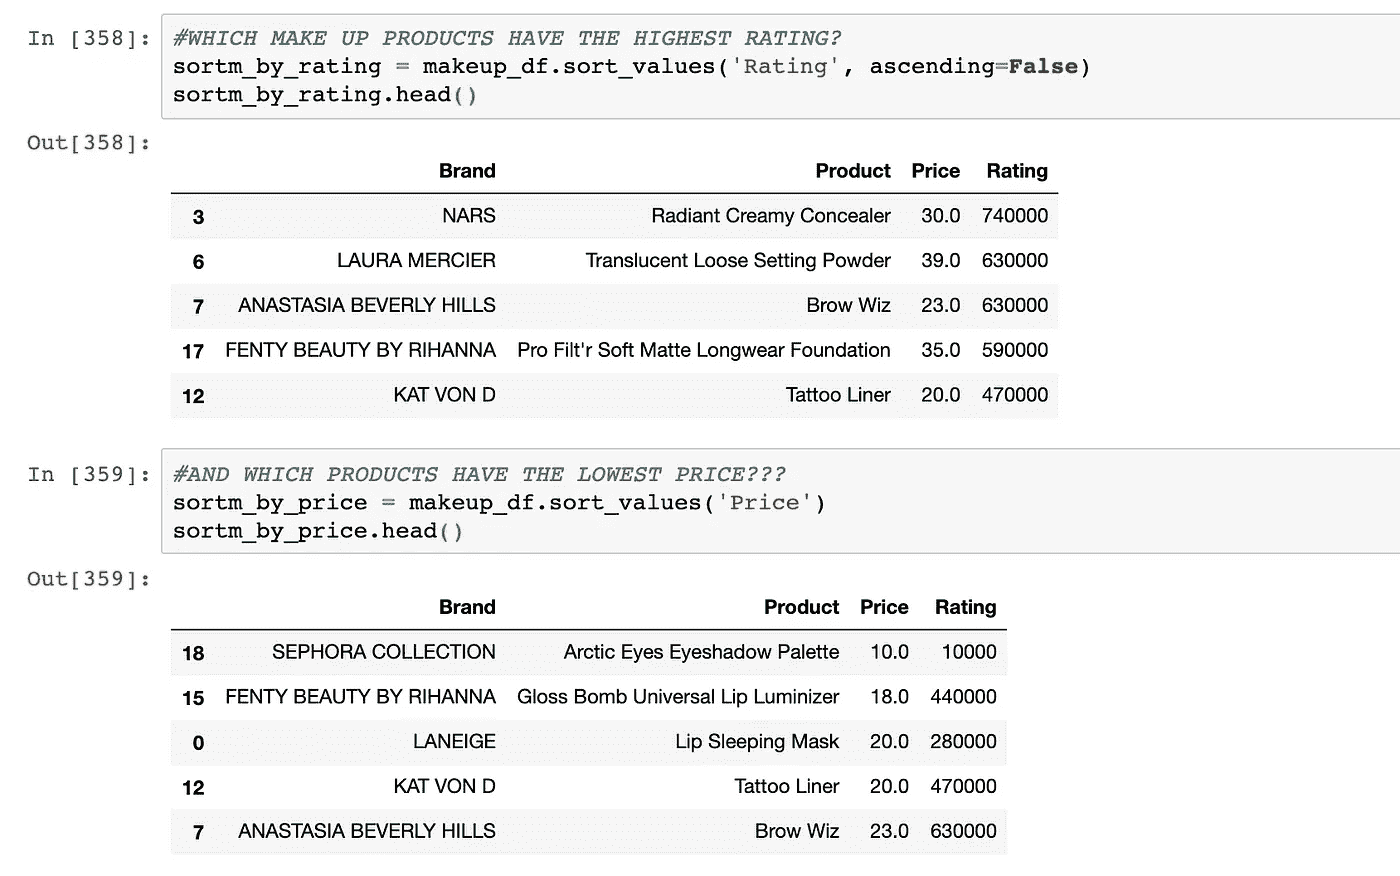 In [358]: #WHICH MAKE UP PRODUCTS HAVE THE HIGHEST RATING?
sortm_by_rating = makeup_df.sort_values('Rating', ascending=False)
sortm_by_rating.head()
Out[358]:
Brand Product Price Rating
3 NARS Radiant Creamy Concealer 30.0 740000
6 LAURA MERCIER Translucent Loose Setting Powder 39.0 630000
7 ANASTASIA BEVERLY HILLS Brow Wiz 23.0 630000
17 FENTY BEAUTY BY RIHANNA Pro Filt'r Soft Matte Longwear Foundation 35.0 590000
12 KAT VON D Tattoo Liner 20.0 470000
In [359]: #AND WHICH PRODUCTS HAVE THE LOWEST PRICE???
sortm_by_price = makeup_df.sort_values('Price')
sortm_by_price.head()
Out[359]:
Brand Product Price Rating
18 SEPHORA COLLECTION Arctic Eyes Eyeshadow Palette 10.0 10000
15 FENTY BEAUTY BY RIHANNA Gloss Bomb Universal Lip Luminizer 18.0 440000
0 LANEIGE Lip Sleeping Mask 20.0 280000
12 KAT VON D Tattoo Liner 20.0 470000
7 ANASTASIA BEVERLY HILLS Brow Wiz 23.0 630000